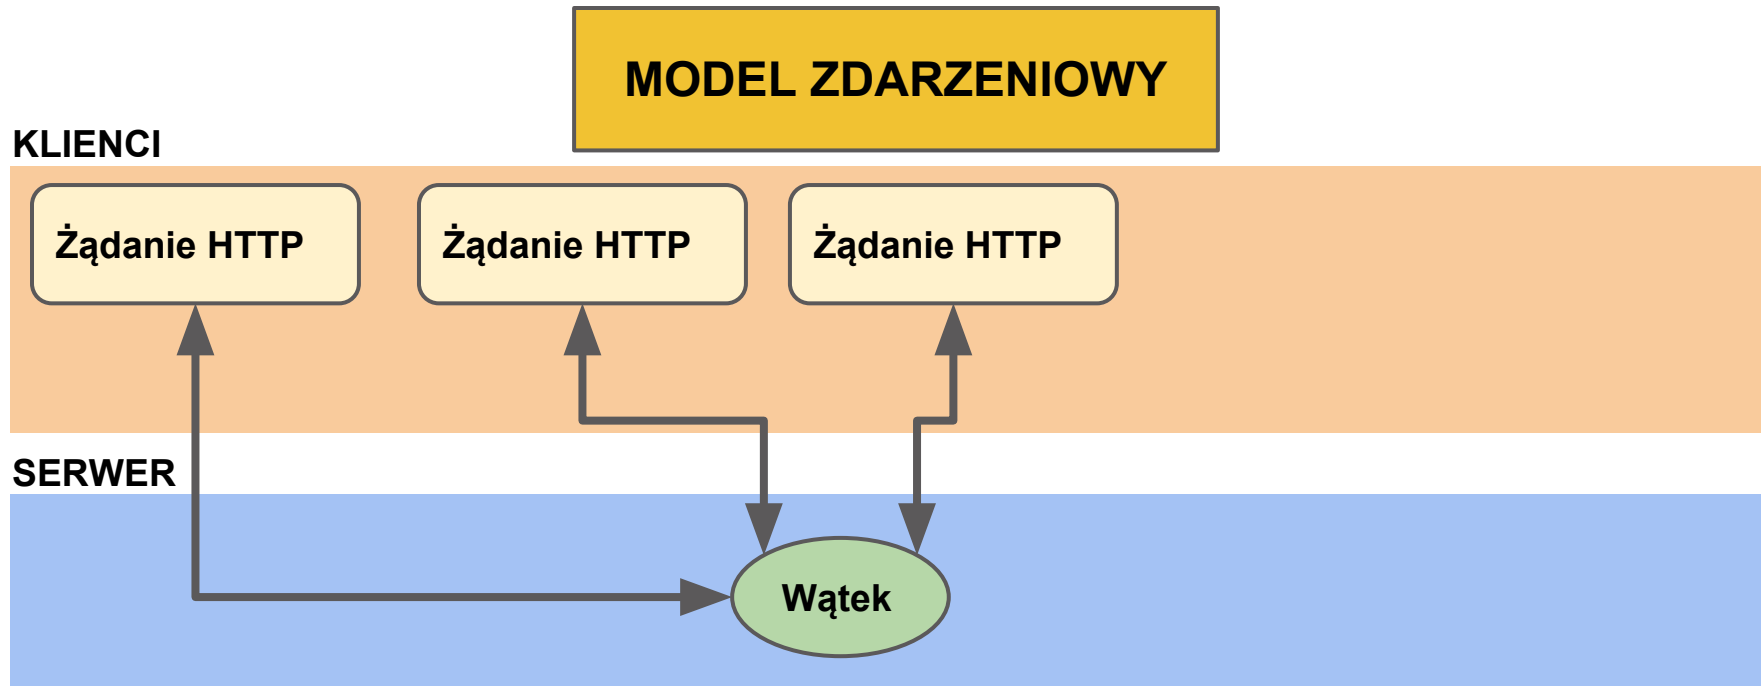 MODEL ZDARZENIOWY
KLIENCI
Żądanie HTTP
Żądanie HTTP
Żądanie HTTP
SERWER
Wątek